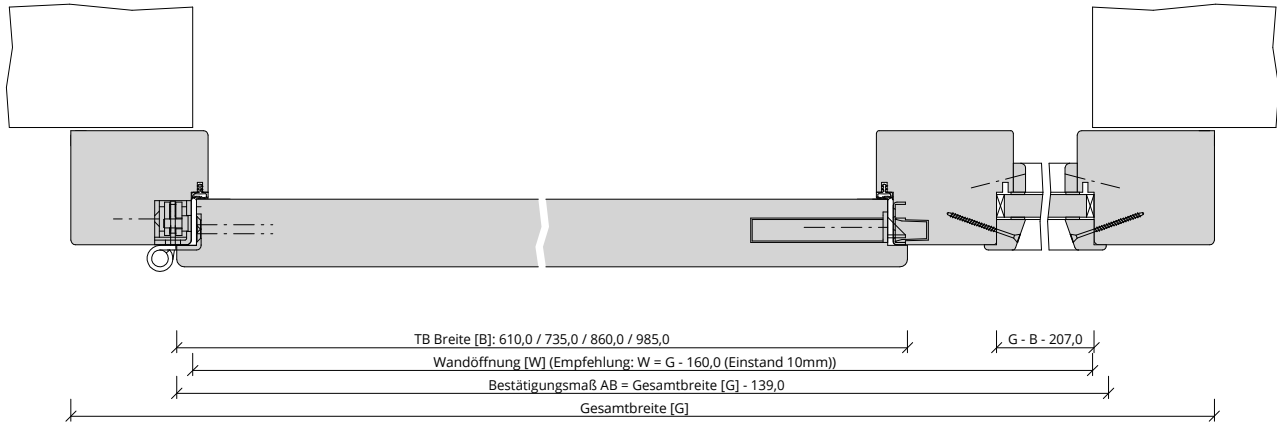 TB Breite [B]: 610,0 / 735,0 / 860,0 / 985,0
G - B - 207,0
Wandöffnung [W] (Empfehlung: W = G - 160,0 (Einstand 10mm))
Bestätigungsmaß AB = Gesamtbreite [G] - 139,0
Gesamtbreite [G]